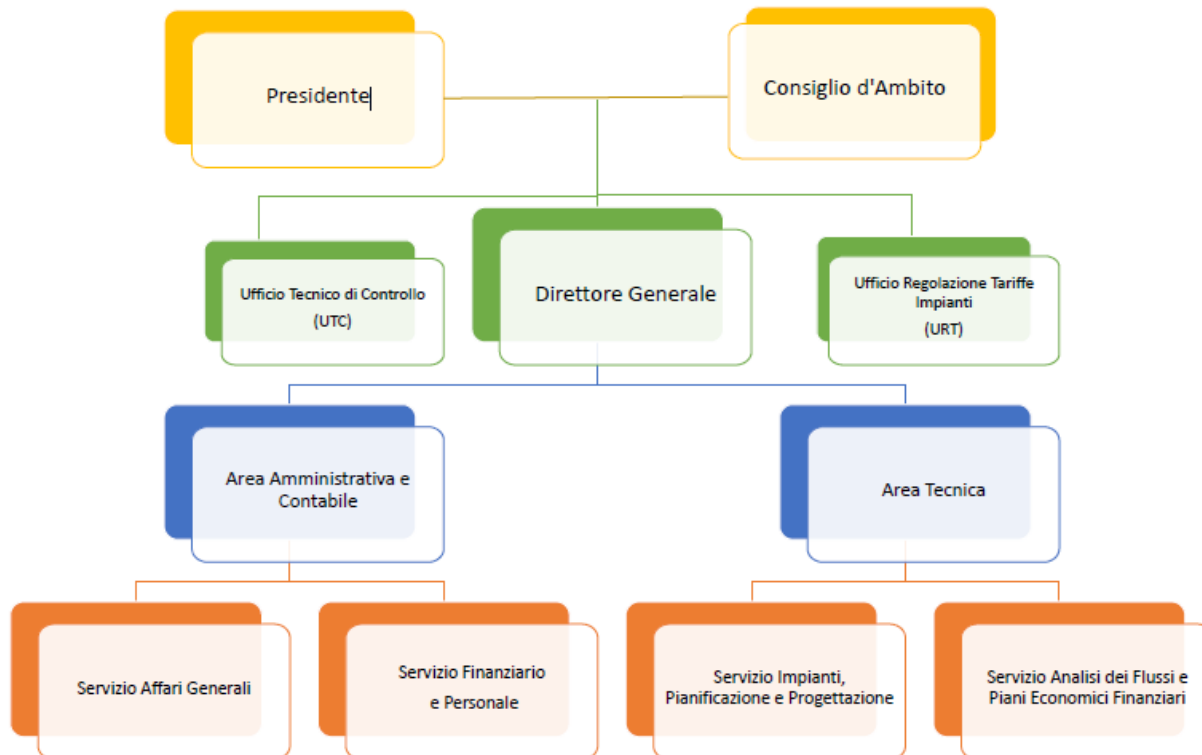 Presidente
Consiglio d'Ambito
Ufficio Tecnico di Controllo
(UTC)
Direttore Generale
Ufficio Regolazione Tariffe
Impianti
(URT)
Area Amministrativa e
Contabile
Area Tecnica
Servizio Affari Generali
Servizio Finanziario
e Personale
Servizio Impianti,
Pianificazione e Progettazione
Servizio Analisi dei Flussi e
Piani Economici Finanziari